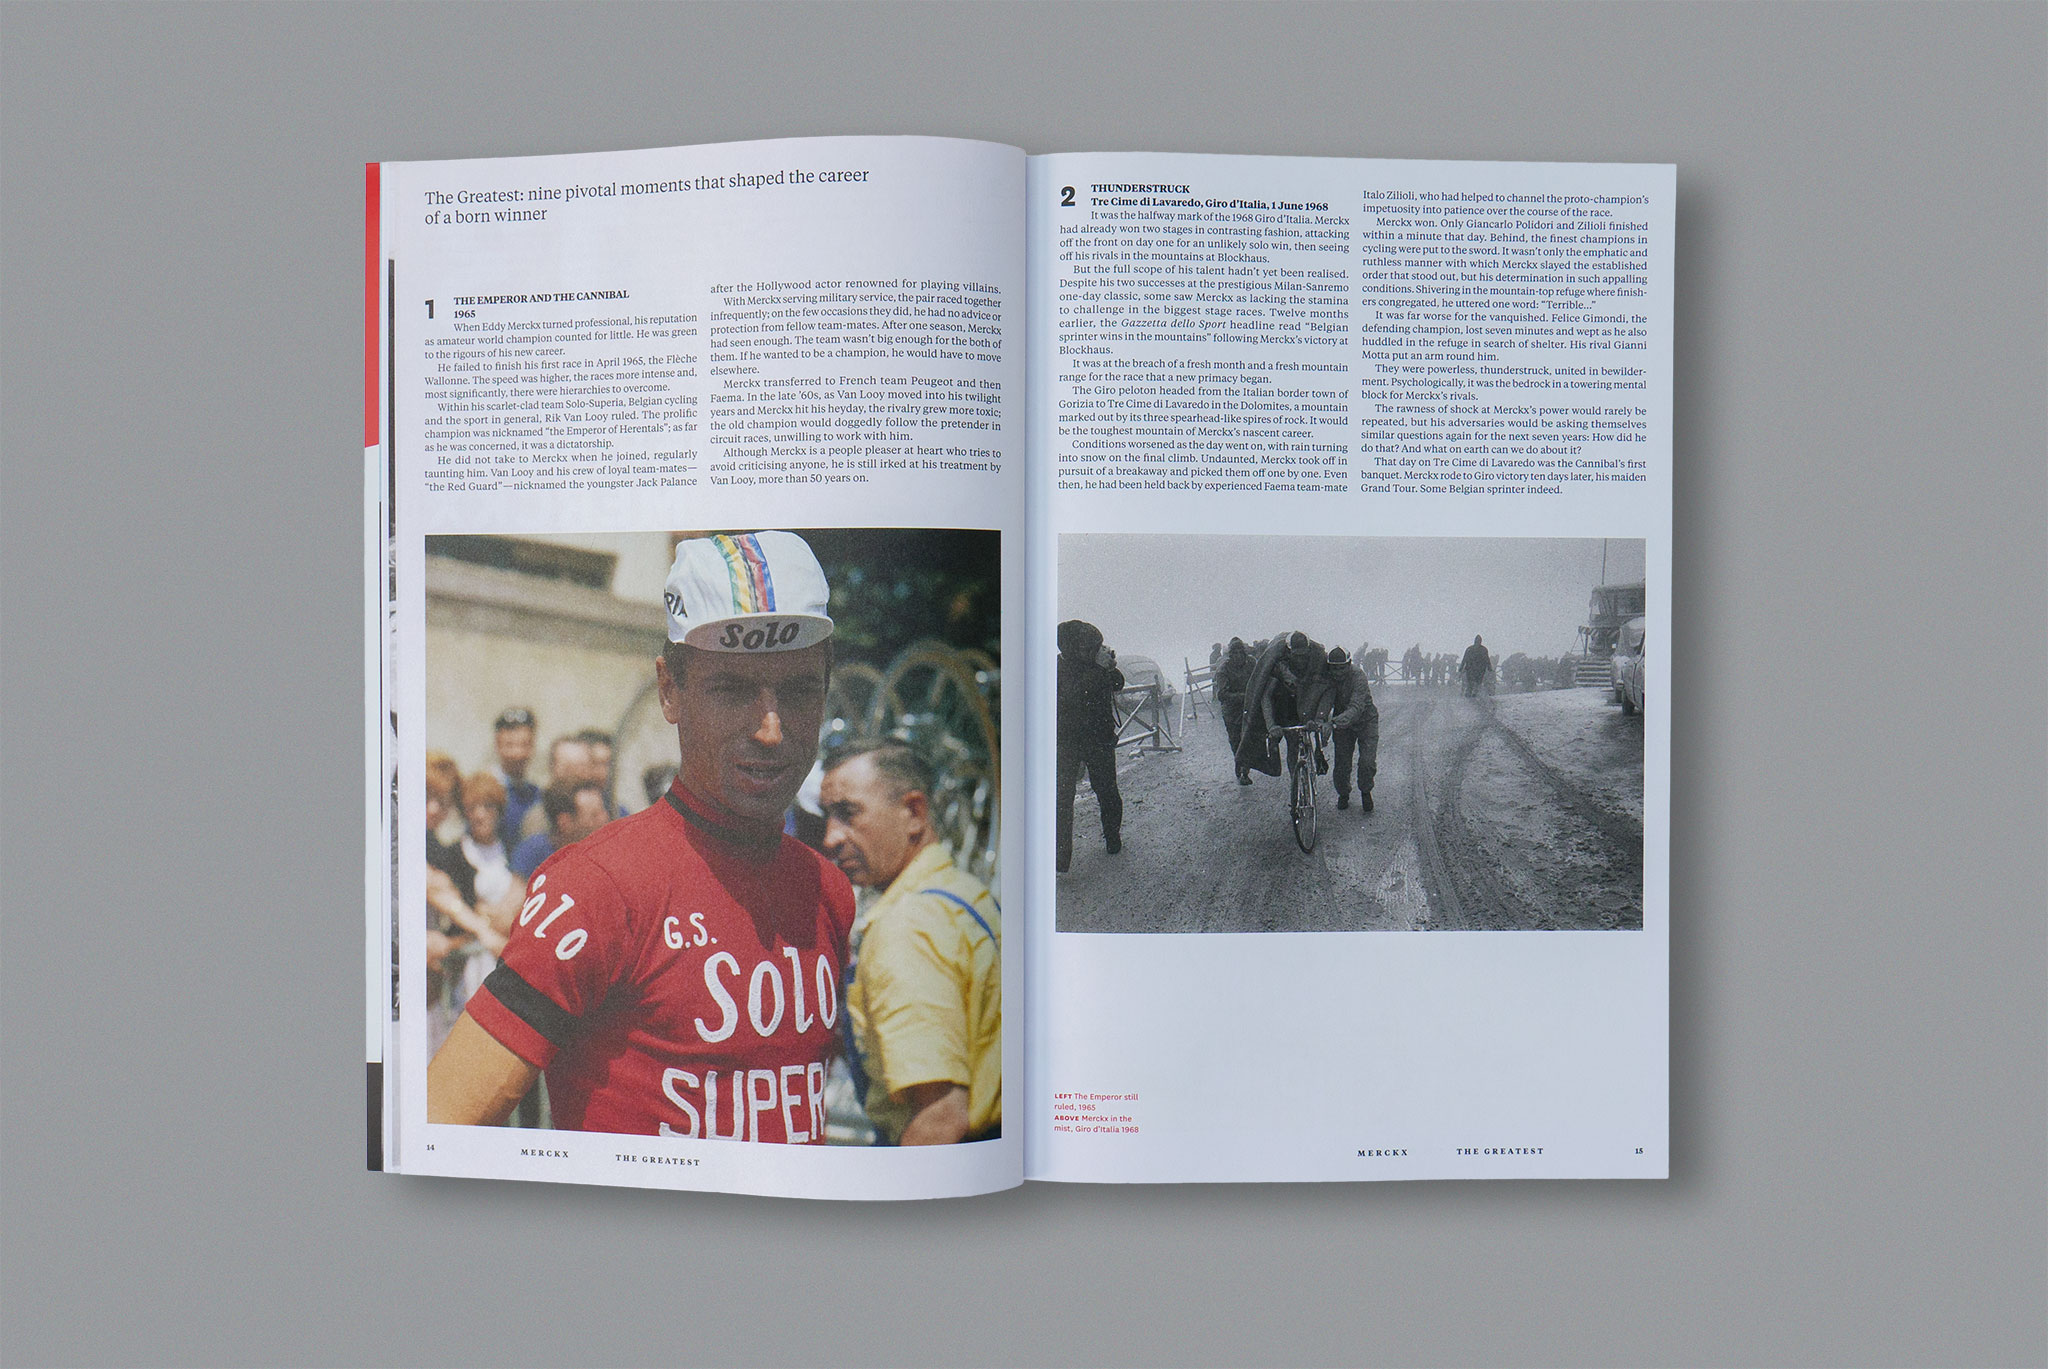 The Greatest: nine pivotal moments that shaped the career
of a born winner
1
THE EMPEROR AND THE CANNIBAL
1965
When Eddy Merckx turned professional, his reputation
as amateur world champion counted for little. He was green
to the rigours of his new career.
He failed to finish his first race in April 1965, the Flèche
Wallonne. The speed was higher, the races more intense and,
most significantly, there were hierarchies to overcome.
Within his scarlet-clad team Solo-Superia, Belgian cycling
and the sport in general, Rik Van Looy ruled. The prolific
champion was nicknamed “the Emperor of Herentals”; as far
as he was concerned, it was a dictatorship.
He did not take to Merckx when he joined, regularly
taunting him. Van Looy and his crew of loyal team-mates—
“the Red Guard”—nicknamed the youngster Jack Palance
after the Hollywood actor renowned for playing villains.
With Merckx serving military service, the pair raced together
infrequently; on the few occasions they did, he had no advice or
protection from fellow team-mates. After one season, Merckx
had seen enough. The team wasn’t big enough for the both of
them. If he wanted to be a champion, he would have to move
elsewhere.
Merckx transferred to French team Peugeot and then
Faema. In the late ’60s, as Van Looy moved into his twilight
years and Merckx hit his heyday, the rivalry grew more toxic;
the old champion would doggedly follow the pretender in
circuit races, unwilling to work with him.
Although Merckx is a people pleaser at heart who tries to
avoid criticising anyone, he is still irked at his treatment by
Van Looy, more than 50 years on.
RIA
Solo
Solo
G.S.
Solo
SUPER
14
MERCKX
THE GREATEST
2
THUNDERSTRUCK
Tre Cime di Lavaredo, Giro d’Italia, 1 June 1968
It was the halfway mark of the 1968 Giro d’Italia. Merckx
had already won two stages in contrasting fashion, attacking
off the front on day one for an unlikely solo win, then seeing
off his rivals in the mountains at Blockhaus.
But the full scope of his talent hadn’t yet been realised.
Despite his two successes at the prestigious Milan-Sanremo
one-day classic, some saw Merckx as lacking the stamina
to challenge in the biggest stage races. Twelve months
earlier, the Gazzetta dello Sport headline read “Belgian
sprinter wins in the mountains” following Merckx’s victory at
Blockhaus.
It was at the breach of a fresh month and a fresh mountain
range for the race that a new primacy began.
The Giro peloton headed from the Italian border town of
Gorizia to Tre Cime di Lavaredo in the Dolomites, a mountain
marked out by its three spearhead-like spires of rock. It would
be the toughest mountain of Merckx’s nascent career.
Conditions worsened as the day went on, with rain turning
into snow on the final climb. Undaunted, Merckx took off in
pursuit of a breakaway and picked them off one by one. Even
then, he had been held back by experienced Faema team-mate
Italo Zilioli, who had helped to channel the proto-champion’s
impetuosity into patience over the course of the race.
Merckx won. Only Giancarlo Polidori and Zilioli finished
within a minute that day. Behind, the finest champions in
cycling were put to the sword. It wasn’t only the emphatic and
ruthless manner with which Merckx slayed the established
order that stood out, but his determination in such appalling
conditions. Shivering in the mountain-top refuge where finish-
ers congregated, he uttered one word: “Terrible...”
It was far worse for the vanquished. Felice Gimondi, the
defending champion, lost seven minutes and wept as he also
huddled in the refuge in search of shelter. His rival Gianni
Motta put an arm round him.
They were powerless, thunderstruck, united in bewilder-
ment. Psychologically, it was the bedrock in a towering mental
block for Merckx’s rivals.
The rawness of shock at Merckx’s power would rarely be
repeated, but his adversaries would be asking themselves
similar questions again for the next seven years: How did he
do that? And what on earth can we do about it?
That day on Tre Cime di Lavaredo was the Cannibal’s first
banquet. Merckx rode to Giro victory ten days later, his maiden
Grand Tour. Some Belgian sprinter indeed.
LEFT The Emperor still
ruled, 1965
ABOVE Merckx in the
mist, Giro d’Italia 1968
MERCKX
THE GREATEST
15